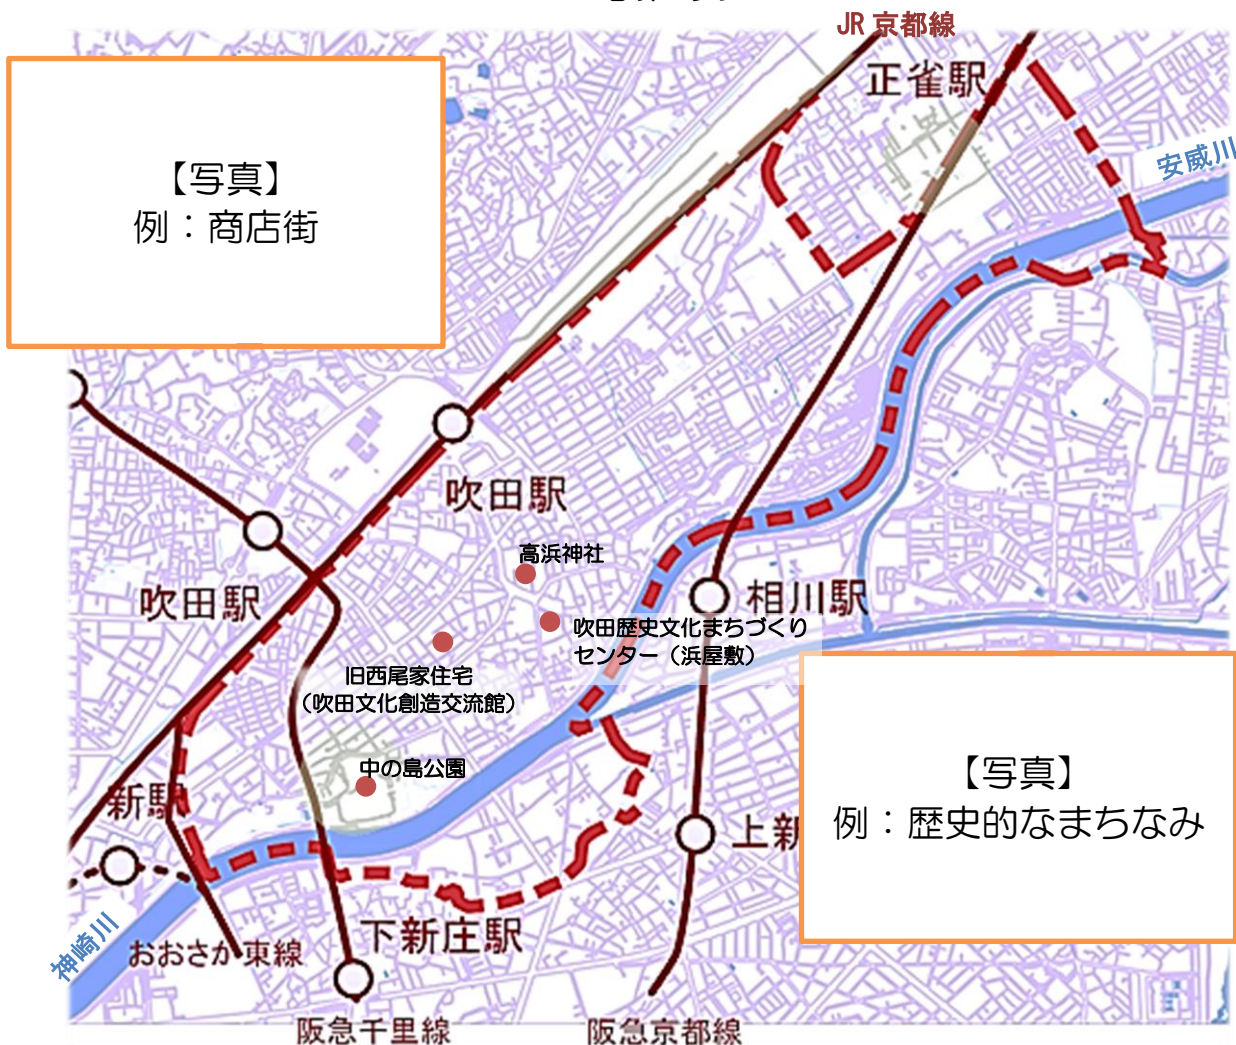 JR 京都線
正雀駅
安威川
【写真】
例：商店街
吹田駅
高浜神社
吹田駅
相川駅
吹田歴史文化まちづくり
センター（浜屋敷）
旧西尾家住宅
（吹田文化創造交流館）
中の島公園
新駅
上新
【写真】
例：歴史的なまちなみ
下新庄駅
神崎川
おおさか東線
阪急千里線
阪急京都線